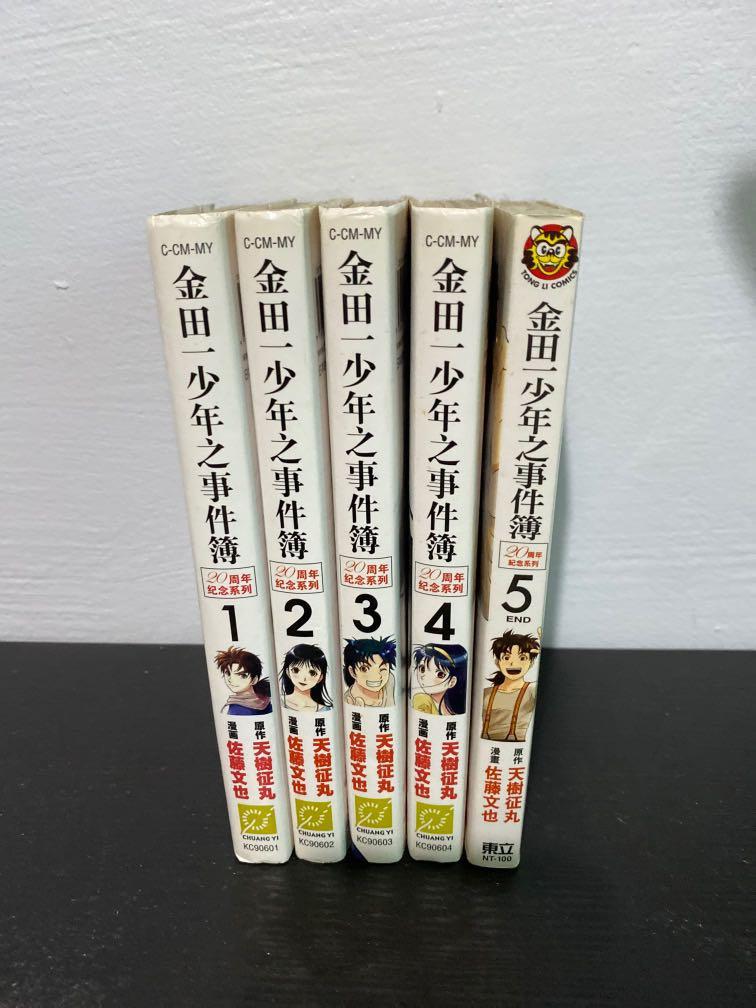 C-CM-MY
金田一少年之事件簿
20周年
纪念系列
1
原作 天樹征丸
漫画 佐藤文也
CHUANG YI
KC90601
C-CM-MY
金田一少年之事件簿
20周年
纪念系列
2
原作 天樹征丸
漫画 佐藤文也
CHUANG YI
KC90602
C-CM-MY
金田一少年之事件簿
20周年
纪念系列
3
原作 天樹征丸
漫画 佐藤文也
CHUANG YI
KC90603
C-CM-MY
金田一少年之事件簿
20周年
纪念系列
4
原作 天樹征丸
漫画 佐藤文也
CHUANG YI
KC90604
TONG LI COMICS
金田一少年之事件簿
20周年
紀念系列
5
END
原作 天樹征丸
漫畫 佐藤文也
東立
NT-100